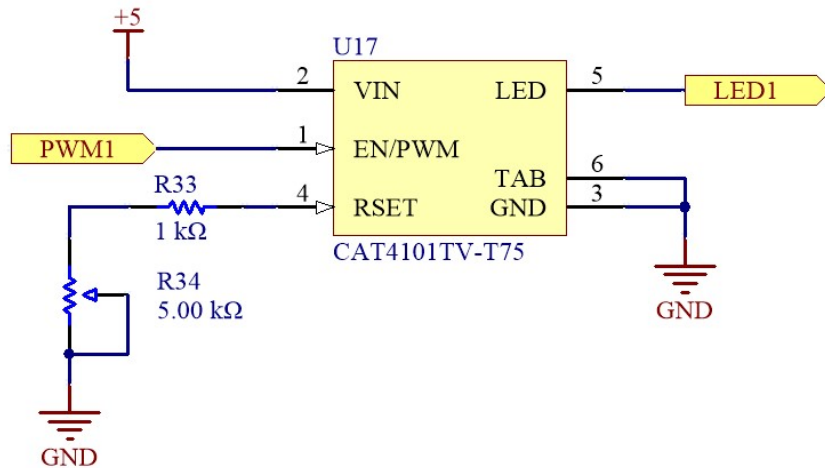 +5
U17
2
VIN
LED
5
LED1
PWM1
1
EN/PWM
TAB
6
R33
4
RSET
GND
3
1 kΩ
CAT4101TV-T75
R34
5.00 kΩ
GND
GND